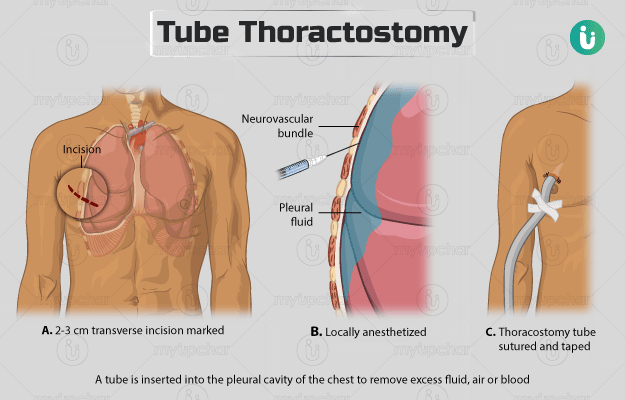 Tube Thoractostomy
Incision
Neurovascular
bundle
Pleural
fluid
A. 2-3 cm transverse incision marked
B. Locally anesthetized
C. Thoracostomy tube
sutured and taped
A tube is inserted into the pleural cavity of the chest to remove excess fluid, air or blood
myupchar